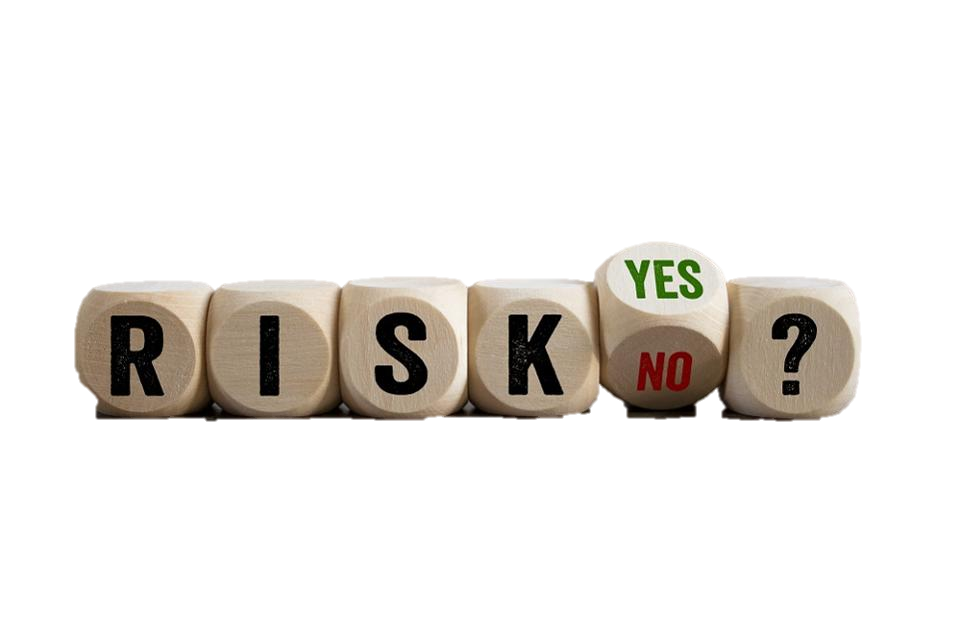 RISK YES NO ?